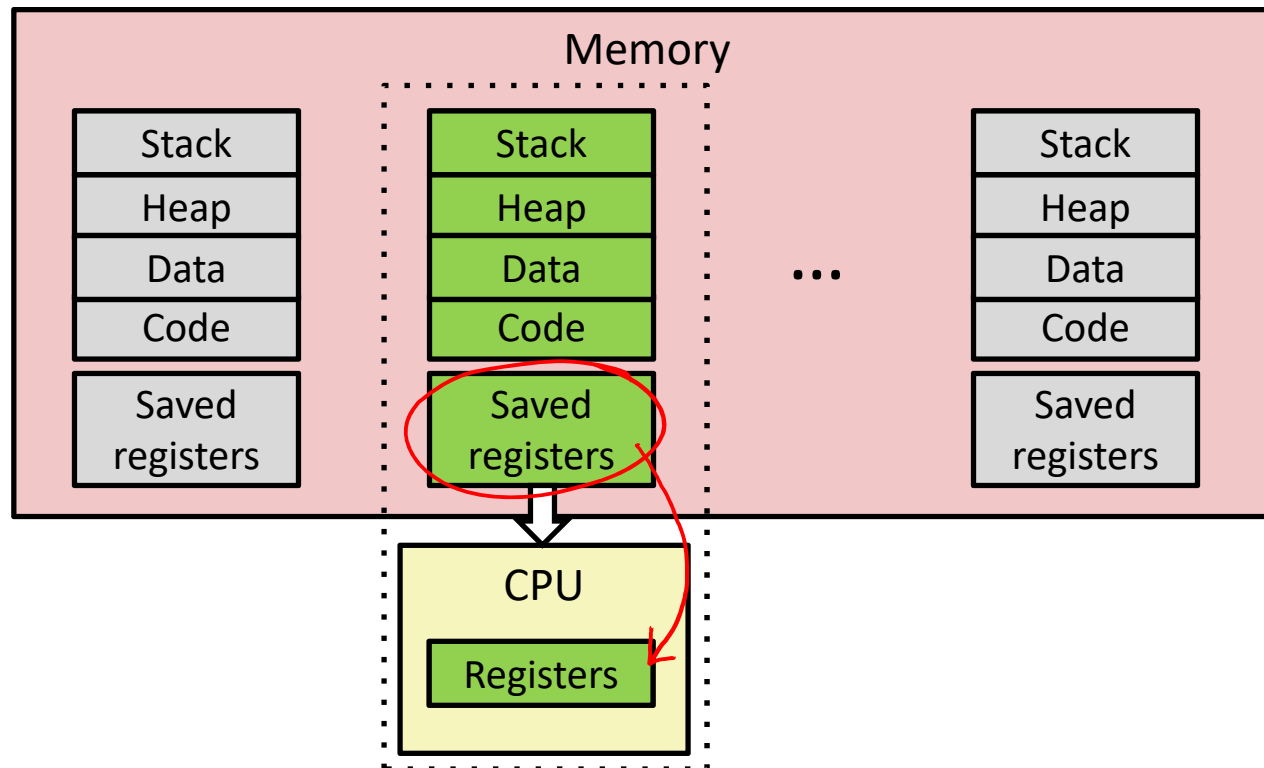 Memory
Stack
Heap
Data
Code
Saved
registers
Stack
Heap
Data
Code
Saved
registers
...
Stack
Heap
Data
Code
Saved
registers
CPU
Registers